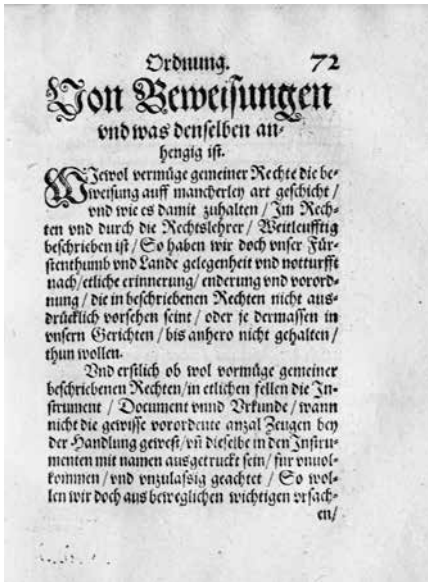 Ordnung. 72
Von Beweisungen
vnd was denselben an-
hengig ist.
WJewol vermüge gemeiner Rechte die be-
weisung auff mancherley art geschicht /
vnd wie es damit zuhalten / Jm Rech-
ten vnd durch die Rechtslehrer / Weitleufftig
beschrieben ist / So haben wir doch vnser Für-
stenthumb vnd Lande gelegenheit vnd notturfft
nach / etliche erinnerung / enderung vnd vorord-
nung / die in beschriebenen Rechten nicht aus-
drücklich vorsehen seint / oder je dermassen in
vnsern Gerichten / bis anhero nicht gehalten /
thun wollen.
Vnd erstlich ob wol vormüge gemeiner
beschriebenen Rechten / in etlichen fellen die Jn-
strument / Document vnnd Vrkunde / wann
nicht die gewisse vorordente anzal Zeugen bey
der Handlung gewest / vn̄ dieselbe in den Jnstru-
menten mit namen ausgetruckt sein / für vnuol-
kommen / vnd vnzulassig geachtet / So wol-
len wir doch aus beweglichen wichtigen vrsach-
en /